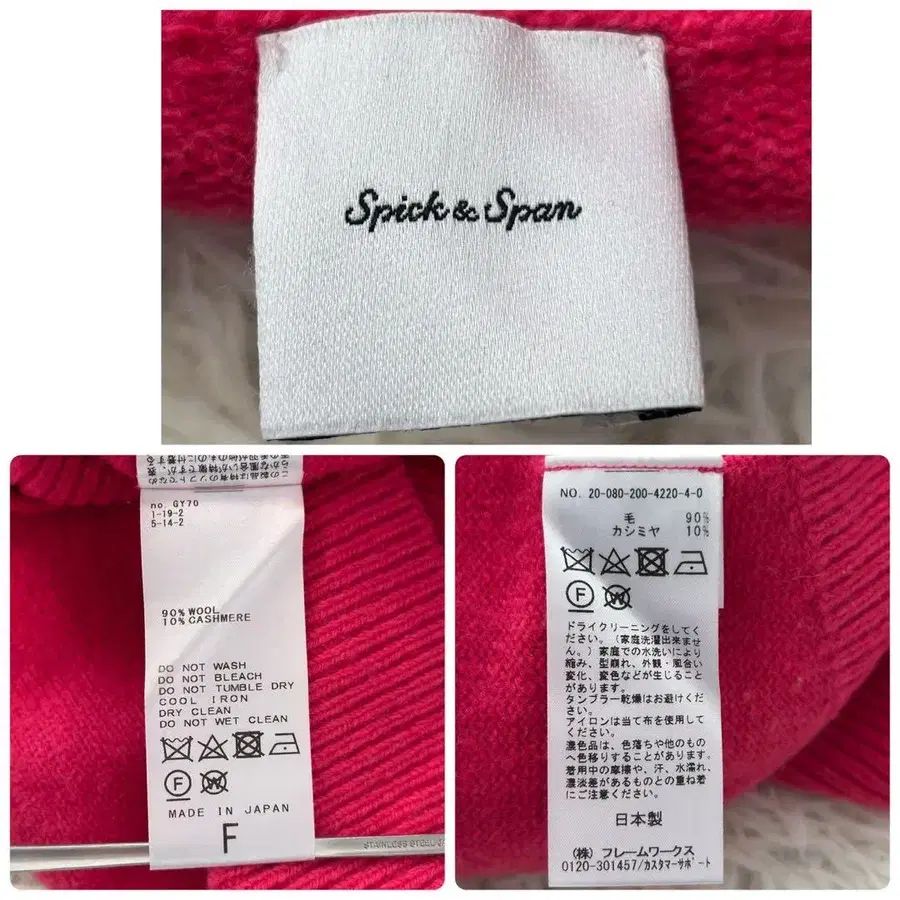 Spick & Span
no. GY70
1-19-2
5-14-2
90% WOOL
10% CASHMERE
DO NOT WASH
DO NOT BLEACH
DO NOT TUMBLE DRY
COOL IRON
DRY CLEAN
DO NOT WET CLEAN
F
W
MADE IN JAPAN
F
STAINLESS STEEL
NO. 20-080-200-4220-4-0
毛 90%
カシミヤ 10%
F
W
ドライクリーニングをしてく
ださい。(家庭洗濯出来ませ
ん。)家庭での水洗いにより
縮み、型崩れ、外観・風合い
変化、変色などが生じること
があります。
タンブラー乾燥はお避けくだ
さい。
アイロンは当て布を使用して
ください。
濃色品は、色落ちや他のもの
へ色移りすることがあります。
着用中の摩擦や、汗、水濡れ、
濃淡差があるものとの重ね着
にご注意ください。
日本製
(株) フレームワークス
0120-301457/カスタマーサポート